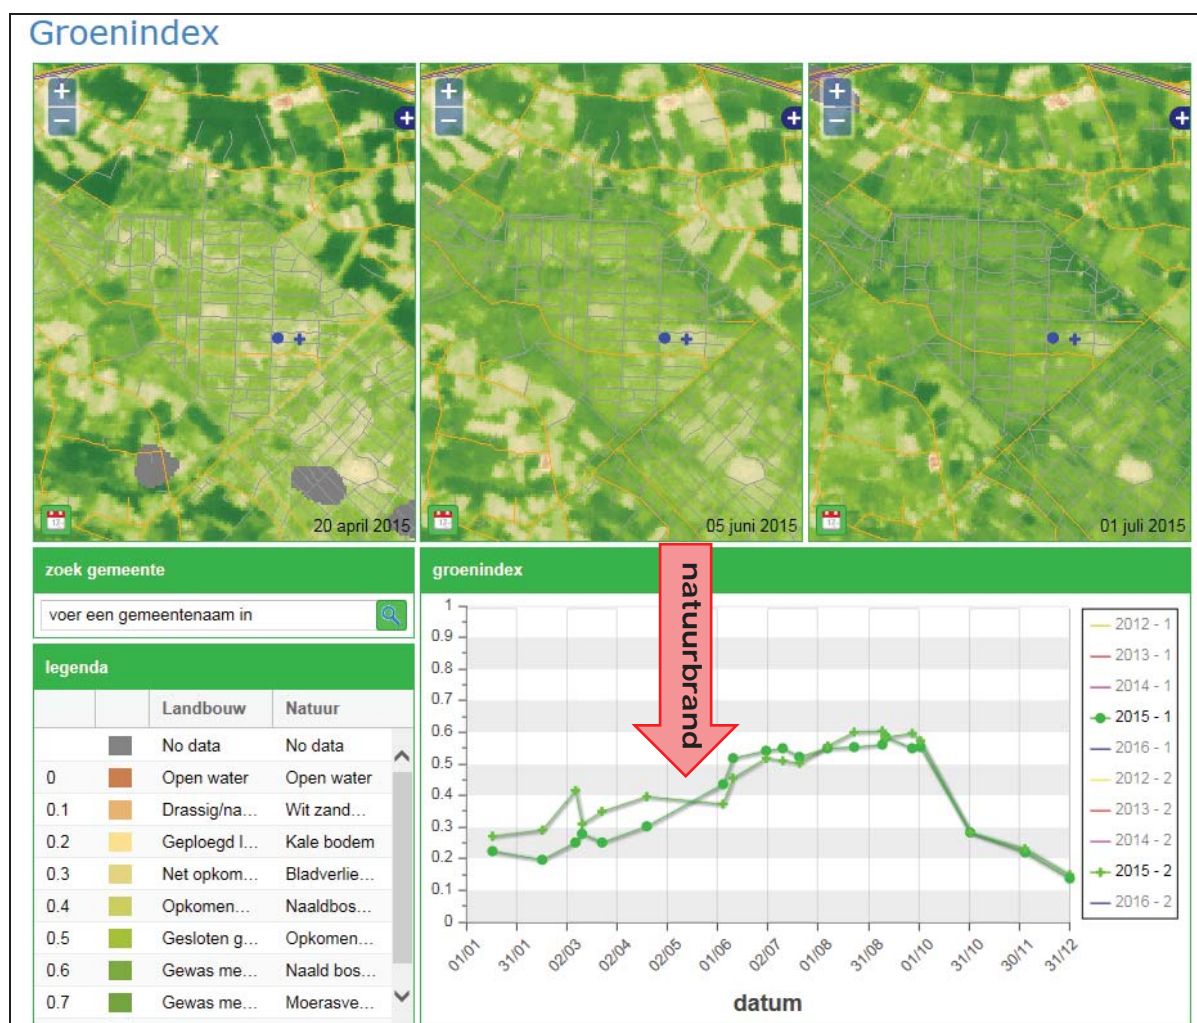 Groenindex
+
−
+
12
20 april 2015
+
−
+
12
05 juni 2015
+
−
+
12
01 juli 2015
zoek gemeente
voer een gemeentenaam in
legenda
Landbouw Natuur
No data No data
0 Open water Open water
0.1 Drassig/na... Wit zand...
0.2 Geploegd l... Kale bodem
0.3 Net opkom... Bladverlie...
0.4 Opkomen... Naaldbos...
0.5 Gesloten g... Opkomen...
0.6 Gewas me... Naald bos...
0.7 Gewas me... Moerasve...
groenindex
natuurbrand
1
0.9
0.8
0.7
0.6
0.5
0.4
0.3
0.2
0.1
0
01/01 31/01 02/03 02/04 02/05 01/06 02/07 01/08 31/08 01/10 31/10 30/11 31/12
datum
2012 - 1
2013 - 1
2014 - 1
2015 - 1
2016 - 1
2012 - 2
2013 - 2
2014 - 2
2015 - 2
2016 - 2